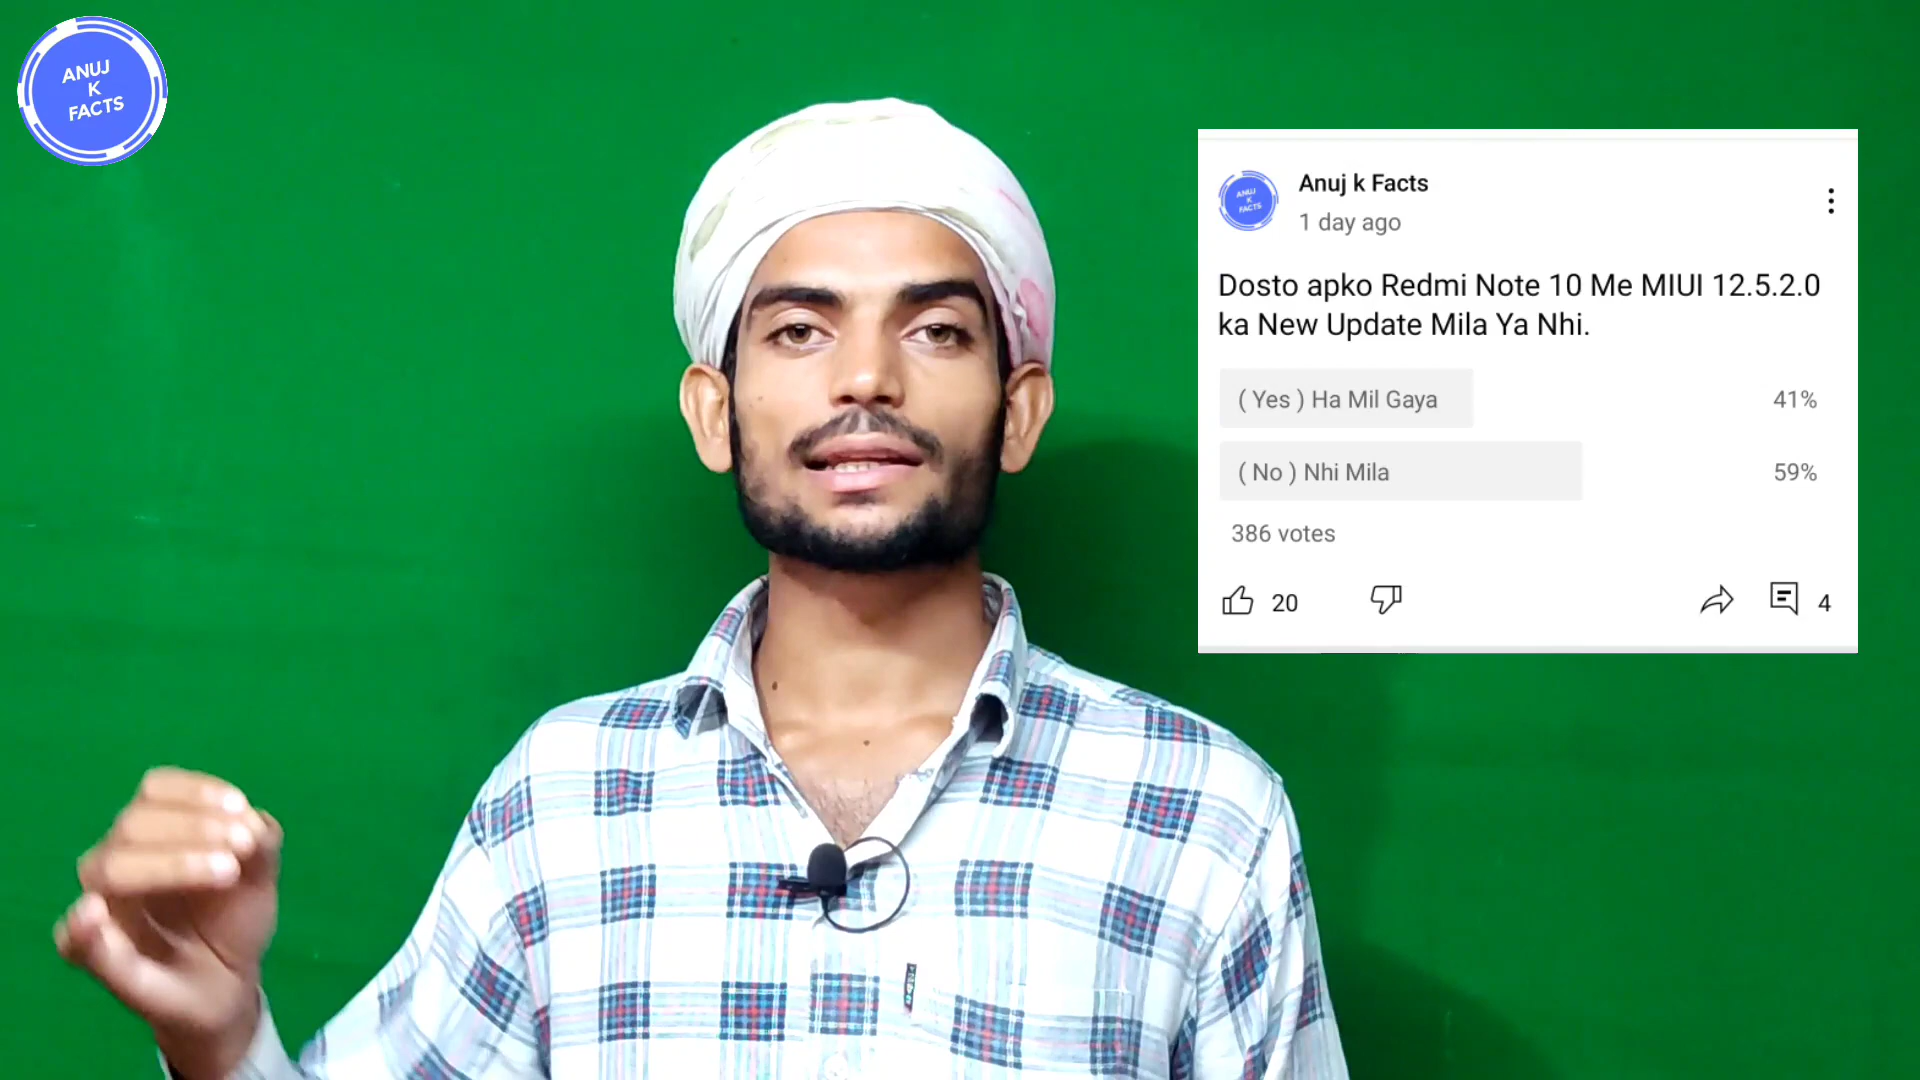 ANUJ
K
FACTS
Anuj k Facts
1 day ago
Dosto apko Redmi Note 10 Me MIUI 12.5.2.0
ka New Update Mila Ya Nhi.
( Yes ) Ha Mil Gaya 41%
( No ) Nhi Mila 59%
386 votes
20 4